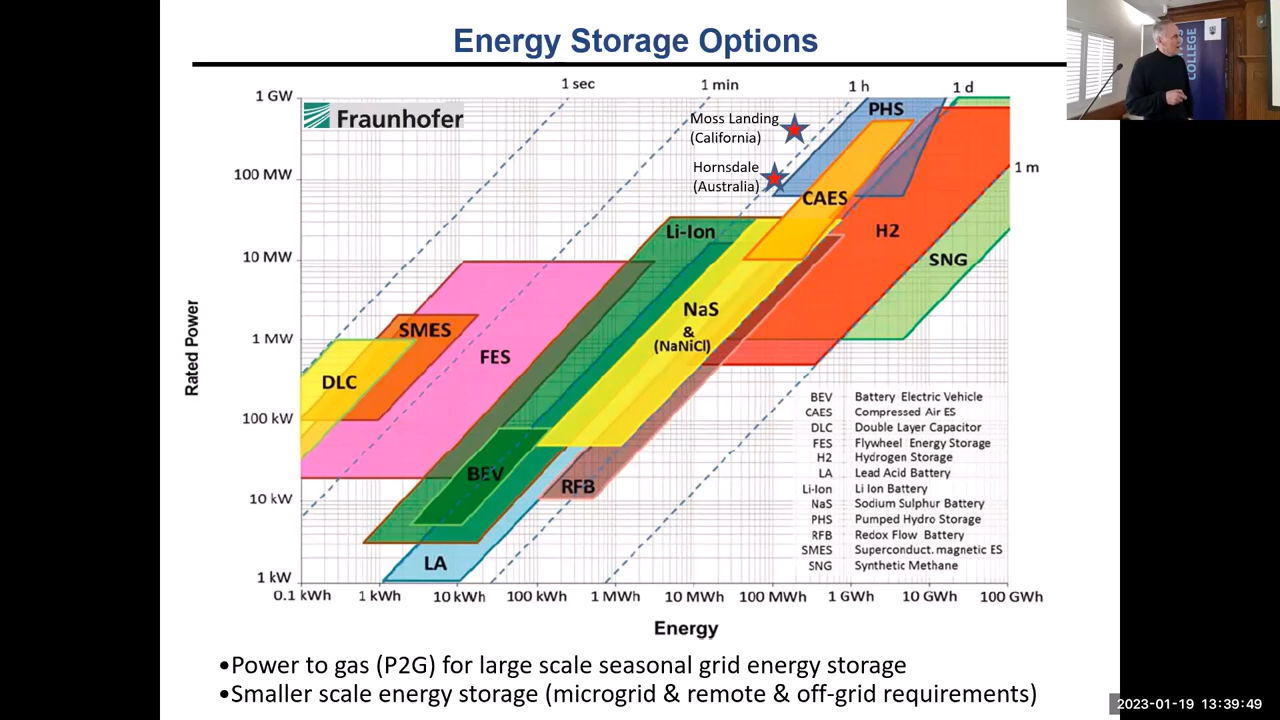 Energy Storage Options
1 sec
1 min
1 h
1 d
1 m
1 GW
100 MW
10 MW
1 MW
100 kW
10 kW
1 kW
Rated Power
Fraunhofer
Moss Landing
(California)
Hornsdale
(Australia)
PHS
CAES
Li-Ion
H2
SNG
NaS
&
(NaNiCl)
SMES
FES
DLC
BEV
RFB
LA
BEV Battery Electric Vehicle
CAES Compressed Air ES
DLC Double Layer Capacitor
FES Flywheel Energy Storage
H2 Hydrogen Storage
LA Lead Acid Battery
Li-Ion Li Ion Battery
NaS Sodium Sulphur Battery
PHS Pumped Hydro Storage
RFB Redox Flow Battery
SMES Superconduct. magnetic ES
SNG Synthetic Methane
0.1 kWh 1 kWh 10 kWh 100 kWh 1 MWh 10 MWh 100 MWh 1 GWh 10 GWh 100 GWh
Energy
•Power to gas (P2G) for large scale seasonal grid energy storage
•Smaller scale energy storage (microgrid & remote & off-grid requirements)
COLLEGE
2023-01-19 13:39:49